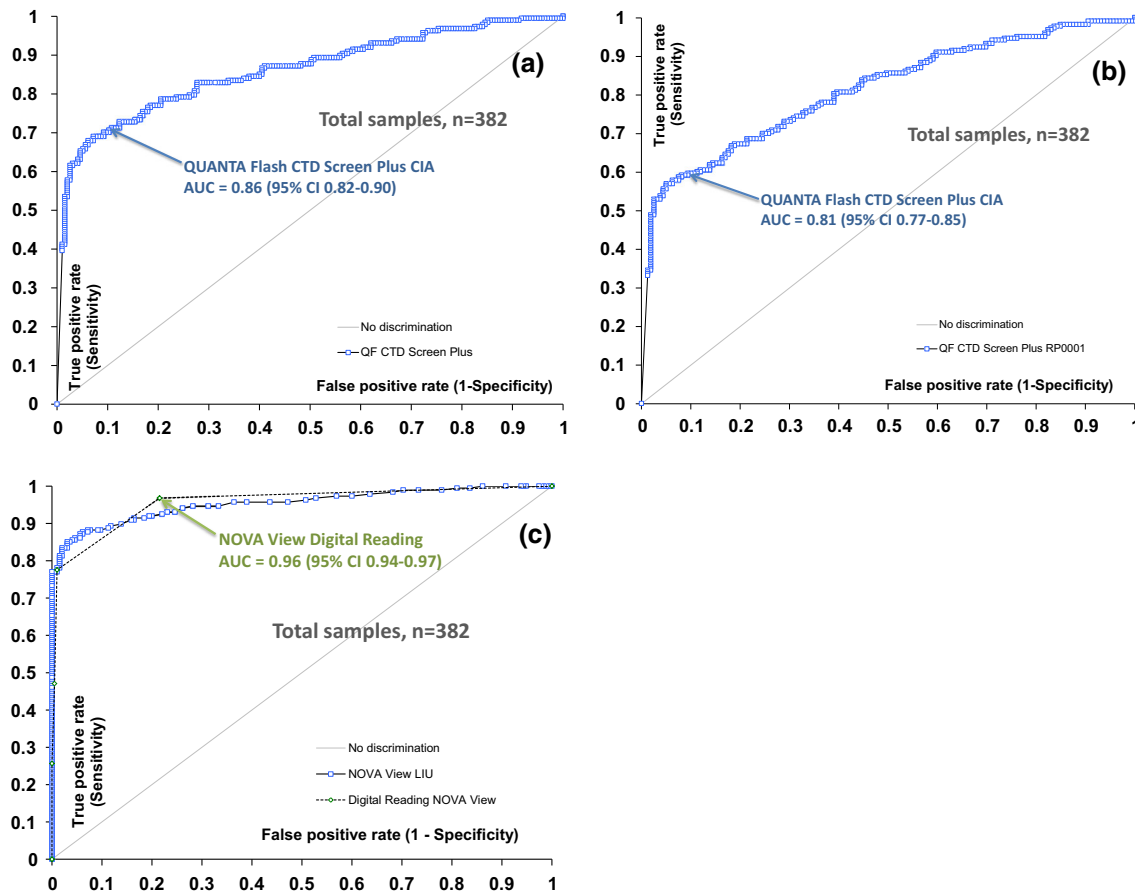 1
0.9
0.8
0.7
0.6
0.5
0.4
0.3
0.2
0.1
0
(a)
Total samples, n=382
QUANTA Flash CTD Screen Plus CIA
AUC = 0.86 (95% CI 0.82-0.90)
True positive rate
(Sensitivity)
No discrimination
QF CTD Screen Plus
False positive rate (1-Specificity)
0 0.1 0.2 0.3 0.4 0.5 0.6 0.7 0.8 0.9 1
1
0.9
0.8
0.7
0.6
0.5
0.4
0.3
0.2
0.1
0
True positive rate
(Sensitivity)
(b)
Total samples, n=382
QUANTA Flash CTD Screen Plus CIA
AUC = 0.81 (95% CI 0.77-0.85)
No discrimination
QF CTD Screen Plus RP0001
False positive rate (1-Specificity)
0 0.1 0.2 0.3 0.4 0.5 0.6 0.7 0.8 0.9 1
1
0.9
0.8
0.7
0.6
0.5
0.4
0.3
0.2
0.1
0
NOVA View Digital Reading
AUC = 0.96 (95% CI 0.94-0.97)
(c)
Total samples, n=382
True positive rate
(Sensitivity)
No discrimination
NOVA View LIU
Digital Reading NOVA View
False positive rate (1 - Specificity)
0 0.1 0.2 0.3 0.4 0.5 0.6 0.7 0.8 0.9 1